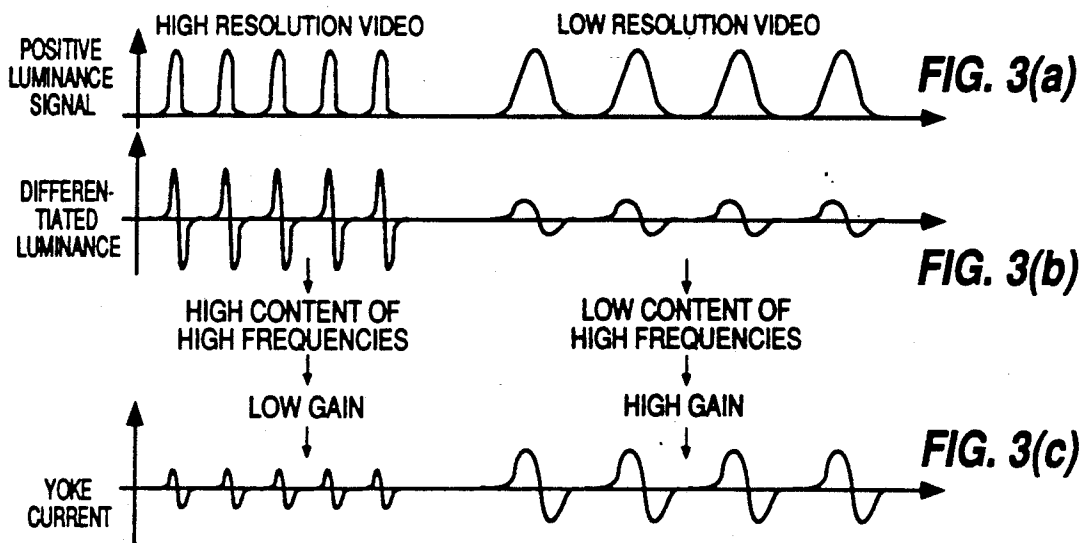 HIGH RESOLUTION VIDEO
LOW RESOLUTION VIDEO
POSITIVE
LUMINANCE
SIGNAL
FIG. 3(a)
DIFFEREN-
TIATED
LUMINANCE
FIG. 3(b)
HIGH CONTENT OF
HIGH FREQUENCIES
LOW CONTENT OF
HIGH FREQUENCIES
LOW GAIN
HIGH GAIN
FIG. 3(c)
YOKE
CURRENT